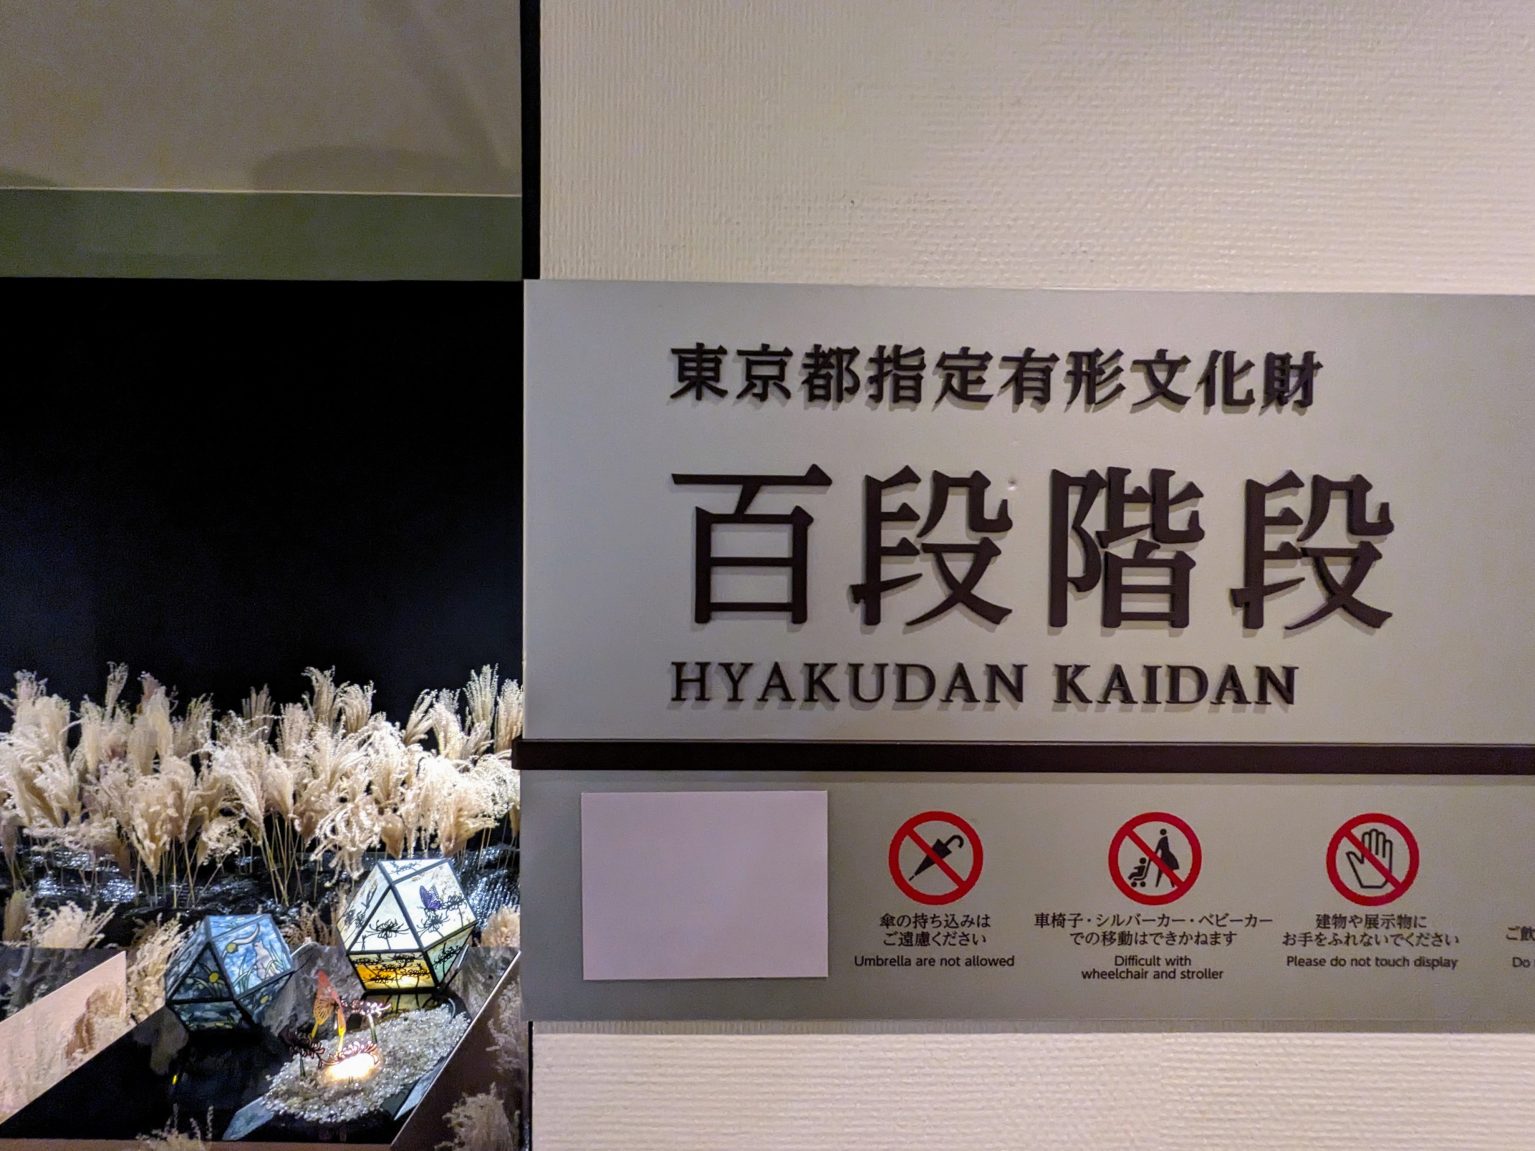 東京都指定有形文化財
百段階段
HYAKUDAN KAIDAN
傘の持ち込みは
ご遠慮ください
Umbrella are not allowed
車椅子・シルバーカー・ベビーカー
での移動はできかねます
Difficult with
wheelchair and stroller
建物や展示物に
お手をふれないでください
Please do not touch display
ご飲
Do